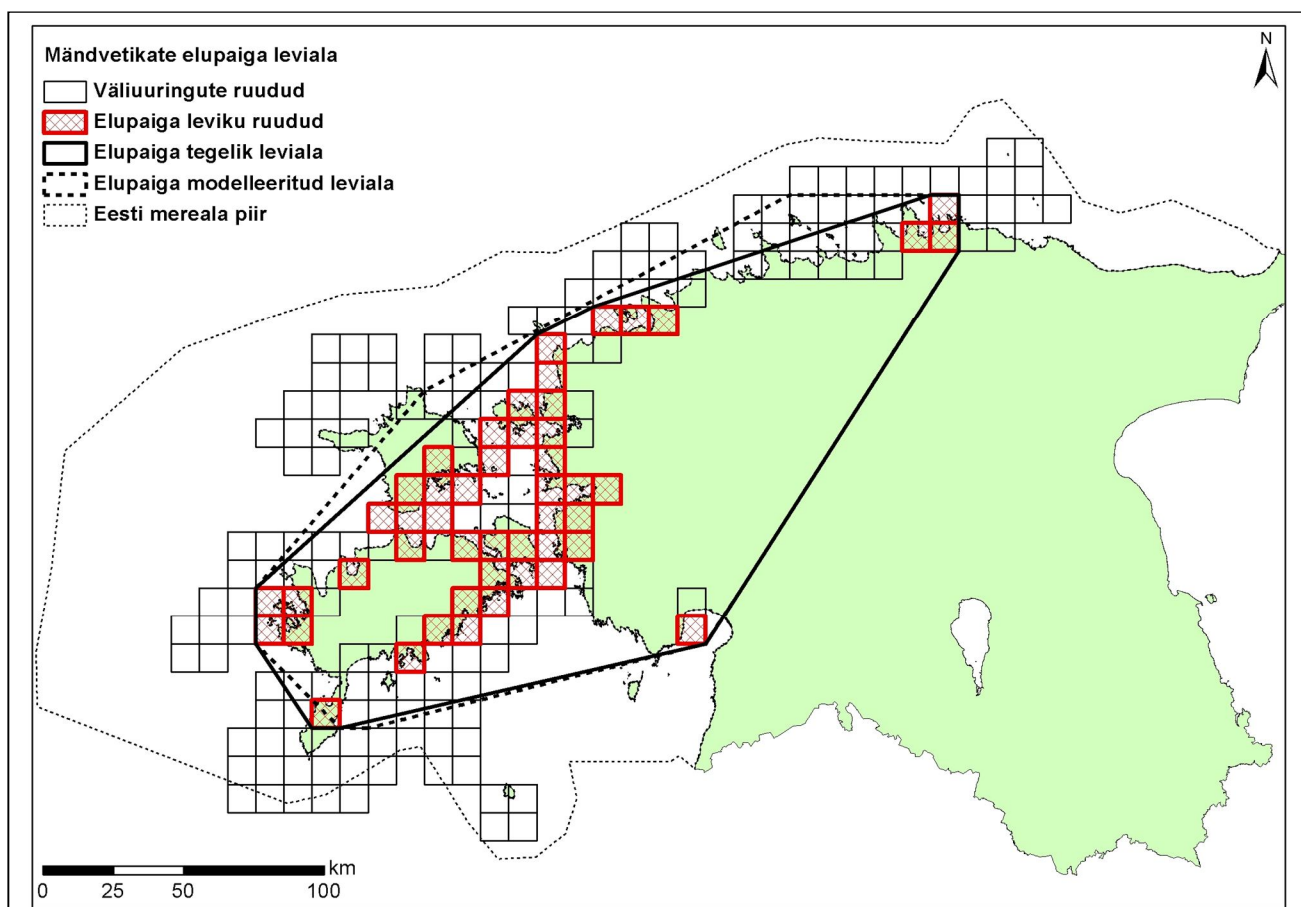 Mändvetikate elupaiga leviala
Väliuuringute ruudud
Elupaiga leviku ruudud
Elupaiga tegelik leviala
Elupaiga modelleeritud leviala
Eesti mereala piir
N
km
0 25 50 100